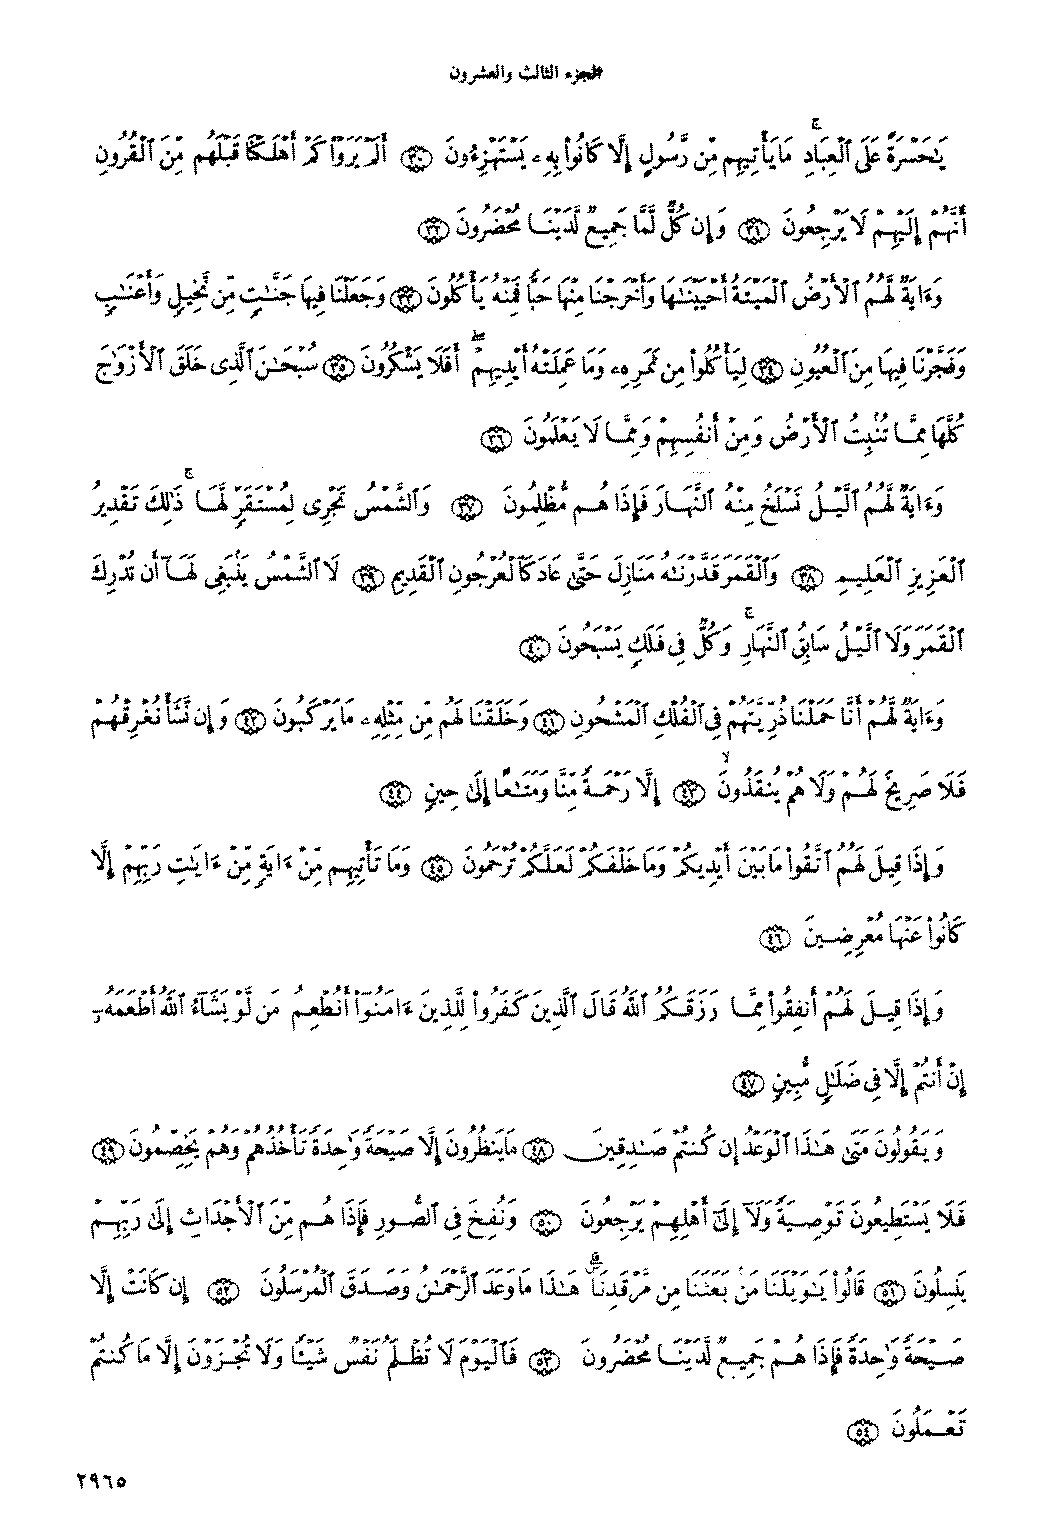 الجزء الثالث والعشرون
يَـٰحَسْرَةً عَلَى ٱلْعِبَادِ ۚ مَا يَأْتِيهِم مِّن رَّسُولٍ إِلَّا كَانُوا۟ بِهِۦ يَسْتَهْزِءُونَ ٣٠ أَلَمْ يَرَوْا۟ كَمْ أَهْلَكْنَا قَبْلَهُم مِّنَ ٱلْقُرُونِ
أَنَّهُمْ إِلَيْهِمْ لَا يَرْجِعُونَ ٣١ وَإِن كُلٌّ لَّمَّا جَمِيعٌ لَّدَيْنَا مُحْضَرُونَ ٣٢
وَءَايَةٌ لَّهُمُ ٱلْأَرْضُ ٱلْمَيْتَةُ أَحْيَيْنَـٰهَا وَأَخْرَجْنَا مِنْهَا حَبًّا فَمِنْهُ يَأْكُلُونَ ٣٣ وَجَعَلْنَا فِيهَا جَنَّـٰتٍ مِّن نَّخِيلٍ وَأَعْنَـٰبٍ
وَفَجَّرْنَا فِيهَا مِنَ ٱلْعُيُونِ ٣٤ لِيَأْكُلُوا۟ مِن ثَمَرِهِۦ وَمَا عَمِلَتْهُ أَيْدِيهِمْ ۖ أَفَلَا يَشْكُرُونَ ٣٥ سُبْحَـٰنَ ٱلَّذِى خَلَقَ ٱلْأَزْوَٰجَ
كُلَّهَا مِمَّا تُنۢبِتُ ٱلْأَرْضُ وَمِنْ أَنفُسِهِمْ وَمِمَّا لَا يَعْلَمُونَ ٣٦
وَءَايَةٌ لَّهُمُ ٱلَّيْلُ نَسْلَخُ مِنْهُ ٱلنَّهَارَ فَإِذَا هُم مُّظْلِمُونَ ٣٧ وَٱلشَّمْسُ تَجْرِى لِمُسْتَقَرٍّ لَّهَا ۚ ذَٰلِكَ تَقْدِيرُ
ٱلْعَزِيزِ ٱلْعَلِيمِ ٣٨ وَٱلْقَمَرَ قَدَّرْنَـٰهُ مَنَازِلَ حَتَّىٰ عَادَ كَٱلْعُرْجُونِ ٱلْقَدِيمِ ٣٩ لَا ٱلشَّمْسُ يَنۢبَغِى لَهَآ أَن تُدْرِكَ
ٱلْقَمَرَ وَلَا ٱلَّيْلُ سَابِقُ ٱلنَّهَارِ ۚ وَكُلٌّ فِى فَلَكٍ يَسْبَحُونَ ٤٠
وَءَايَةٌ لَّهُمْ أَنَّا حَمَلْنَا ذُرِّيَّتَهُمْ فِى ٱلْفُلْكِ ٱلْمَشْحُونِ ٤١ وَخَلَقْنَا لَهُم مِّن مِّثْلِهِۦ مَا يَرْكَبُونَ ٤٢ وَإِن نَّشَأْ نُغْرِقْهُمْ
فَلَا صَرِيخَ لَهُمْ وَلَا هُمْ يُنقَذُونَ ۙ ٤٣ إِلَّا رَحْمَةً مِّنَّا وَمَتَـٰعًا إِلَىٰ حِينٍ ٤٤
وَإِذَا قِيلَ لَهُمُ ٱتَّقُوا۟ مَا بَيْنَ أَيْدِيكُمْ وَمَا خَلْفَكُمْ لَعَلَّكُمْ تُرْحَمُونَ ٤٥ وَمَا تَأْتِيهِم مِّنْ ءَايَةٍ مِّنْ ءَايَـٰتِ رَبِّهِمْ إِلَّا
كَانُوا۟ عَنْهَا مُعْرِضِينَ ٤٦
وَإِذَا قِيلَ لَهُمْ أَنفِقُوا۟ مِمَّا رَزَقَكُمُ ٱللَّهُ قَالَ ٱلَّذِينَ كَفَرُوا۟ لِلَّذِينَ ءَامَنُوٓا۟ أَنُطْعِمُ مَن لَّوْ يَشَآءُ ٱللَّهُ أَطْعَمَهُۥٓ
إِنْ أَنتُمْ إِلَّا فِى ضَلَـٰلٍ مُّبِينٍ ٤٧
وَيَقُولُونَ مَتَىٰ هَـٰذَا ٱلْوَعْدُ إِن كُنتُمْ صَـٰدِقِينَ ٤٨ مَا يَنظُرُونَ إِلَّا صَيْحَةً وَٰحِدَةً تَأْخُذُهُمْ وَهُمْ يَخِصِّمُونَ ٤٩
فَلَا يَسْتَطِيعُونَ تَوْصِيَةً وَلَآ إِلَىٰٓ أَهْلِهِمْ يَرْجِعُونَ ٥٠ وَنُفِخَ فِى ٱلصُّورِ فَإِذَا هُم مِّنَ ٱلْأَجْدَاثِ إِلَىٰ رَبِّهِمْ
يَنسِلُونَ ٥١ قَالُوا۟ يَـٰوَيْلَنَا مَنۢ بَعَثَنَا مِن مَّرْقَدِنَا ۗ هَـٰذَا مَا وَعَدَ ٱلرَّحْمَـٰنُ وَصَدَقَ ٱلْمُرْسَلُونَ ٥٢ إِن كَانَتْ إِلَّا
صَيْحَةً وَٰحِدَةً فَإِذَا هُمْ جَمِيعٌ لَّدَيْنَا مُحْضَرُونَ ٥٣ فَٱلْيَوْمَ لَا تُظْلَمُ نَفْسٌ شَيْـًٔا وَلَا تُجْزَوْنَ إِلَّا مَا كُنتُمْ
تَعْمَلُونَ ٥٤
٢٩٦٥